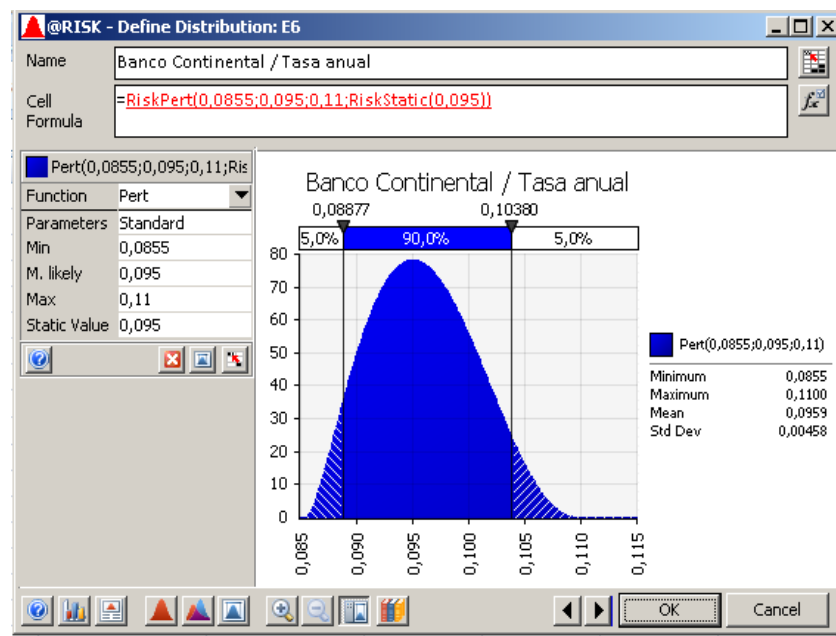 @RISK - Define Distribution: E6
Name
Banco Continental / Tasa anual
Cell
Formula
=RiskPert(0,0855;0,095;0,11;RiskStatic(0,095))
Pert(0,0855;0,095;0,11;Ris
Function Pert
Parameters Standard
Min 0,0855
M. likely 0,095
Max 0,11
Static Value 0,095
Banco Continental / Tasa anual
0,08877 0,10380
5,0% 90,0% 5,0%
80
70
60
50
40
30
20
10
0
0,085 0,090 0,095 0,100 0,105 0,110 0,115
Pert(0,0855;0,095;0,11)
Minimum 0,0855
Maximum 0,1100
Mean 0,0959
Std Dev 0,00458
OK Cancel